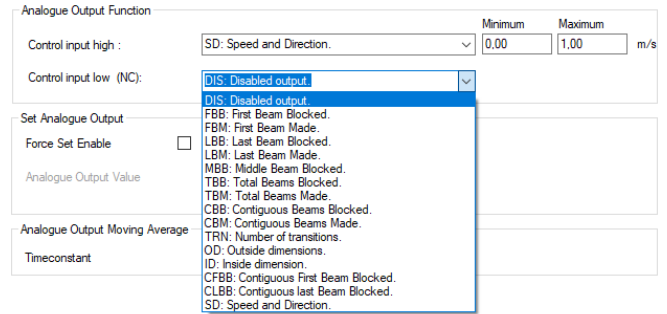 Analogue Output Function
Minimum Maximum
Control input high : SD: Speed and Direction. 0,00 1,00 m/s
Control input low (NC): DIS: Disabled output.
DIS: Disabled output.
Set Analogue Output FBB: First Beam Blocked.
FBM: First Beam Made.
Force Set Enable LBB: Last Beam Blocked.
LBM: Last Beam Made.
MBB: Middle Beam Blocked.
Analogue Output Value TBB: Total Beams Blocked.
TBM: Total Beams Made.
CBB: Contiguous Beams Blocked.
CBM: Contiguous Beams Made.
Analogue Output Moving Average TRN: Number of transitions.
OD: Outside dimensions.
Timeconstant ID: Inside dimension.
CFBB: Contiguous First Beam Blocked.
CLBB: Contiguous last Beam Blocked.
SD: Speed and Direction.